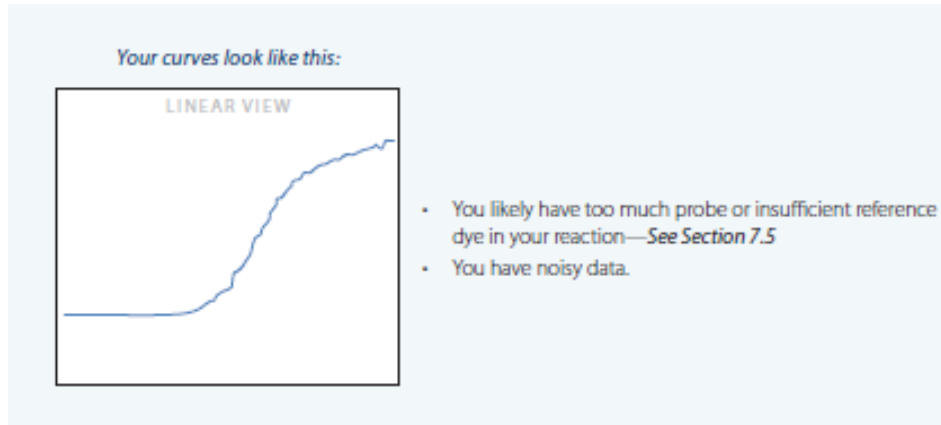 Your curves look like this:
LINEAR VIEW
• You likely have too much probe or insufficient reference
dye in your reaction—See Section 7.5
• You have noisy data.